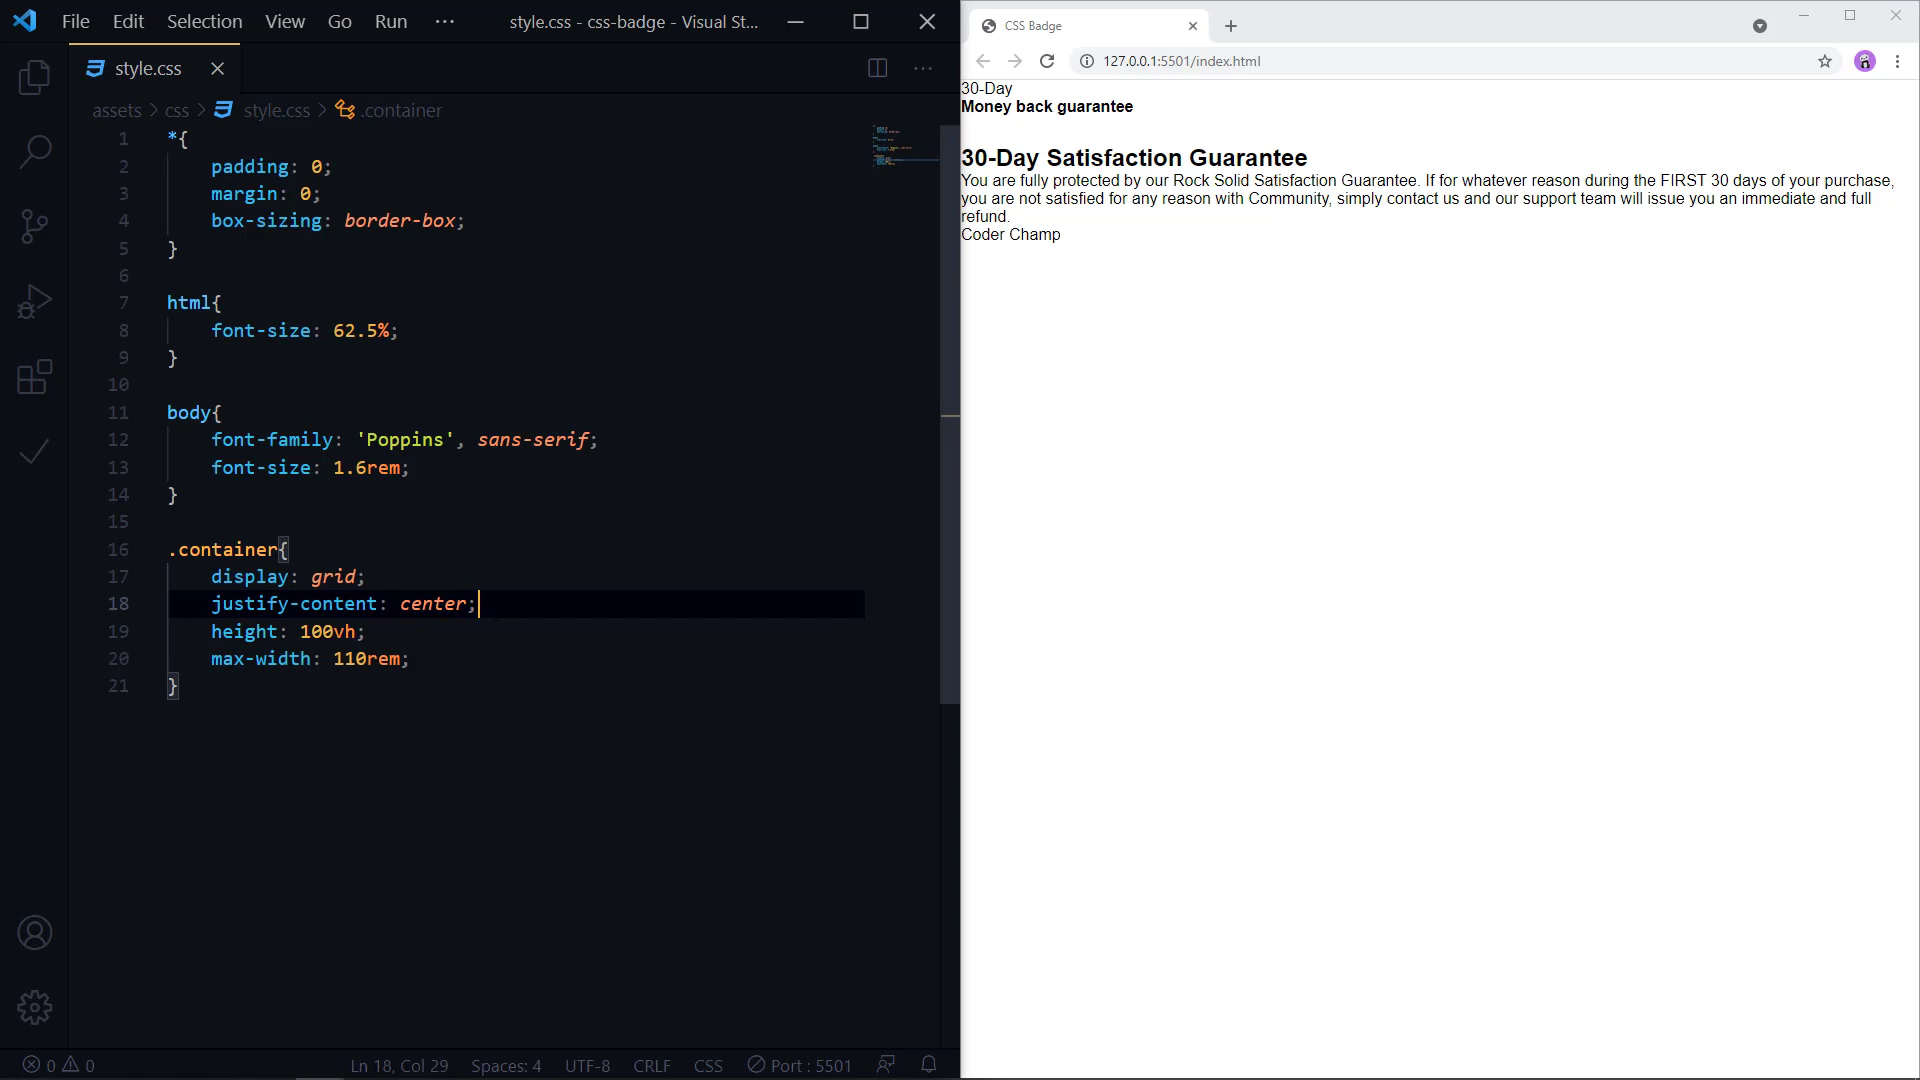 File Edit Selection View Go Run ··· style.css - css-badge - Visual St...
style.css
assets > css > style.css > .container
1 *{
2 padding: 0;
3 margin: 0;
4 box-sizing: border-box;
5 }
6
7 html{
8 font-size: 62.5%;
9 }
10
11 body{
12 font-family: 'Poppins', sans-serif;
13 font-size: 1.6rem;
14 }
15
16 .container{
17 display: grid;
18 justify-content: center;
19 height: 100vh;
20 max-width: 110rem;
21 }
0 0 Ln 18, Col 29 Spaces: 4 UTF-8 CRLF CSS Port : 5501
CSS Badge
127.0.0.1:5501/index.html
30-Day
Money back guarantee
30-Day Satisfaction Guarantee
You are fully protected by our Rock Solid Satisfaction Guarantee. If for whatever reason during the FIRST 30 days of your purchase,
you are not satisfied for any reason with Community, simply contact us and our support team will issue you an immediate and full
refund.
Coder Champ